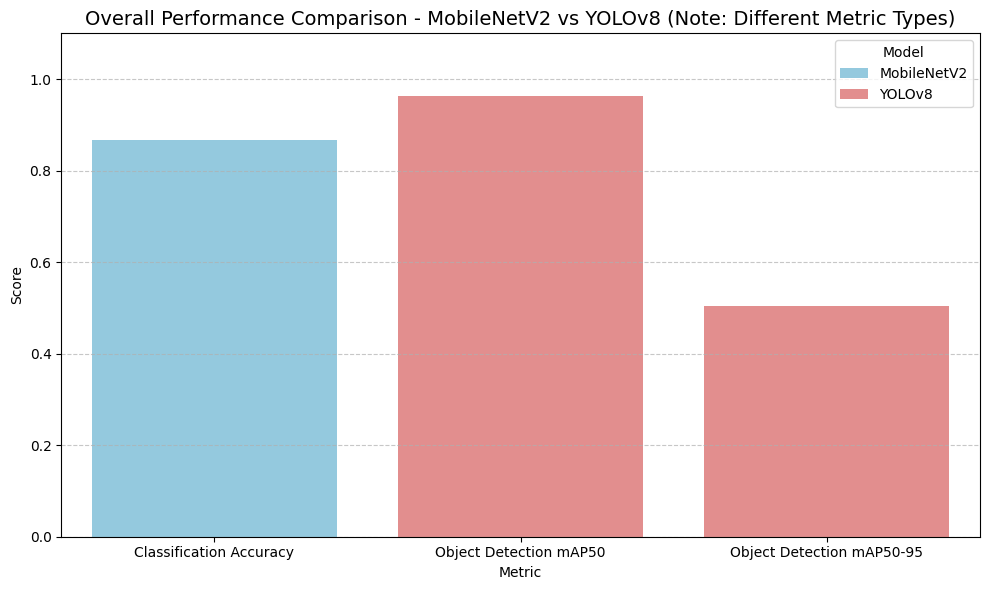 Overall Performance Comparison - MobileNetV2 vs YOLOv8 (Note: Different Metric Types)
Model
MobileNetV2
YOLOv8
Score
1.0
0.8
0.6
0.4
0.2
0.0
Classification Accuracy
Object Detection mAP50
Object Detection mAP50-95
Metric